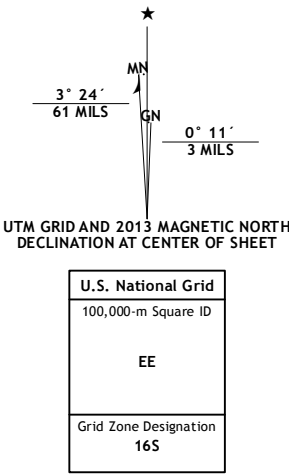 ★
MN
3° 24´
61 MILS
GN
0° 11´
3 MILS
UTM GRID AND 2013 MAGNETIC NORTH
DECLINATION AT CENTER OF SHEET
U.S. National Grid
100,000-m Square ID
EE
Grid Zone Designation
16S